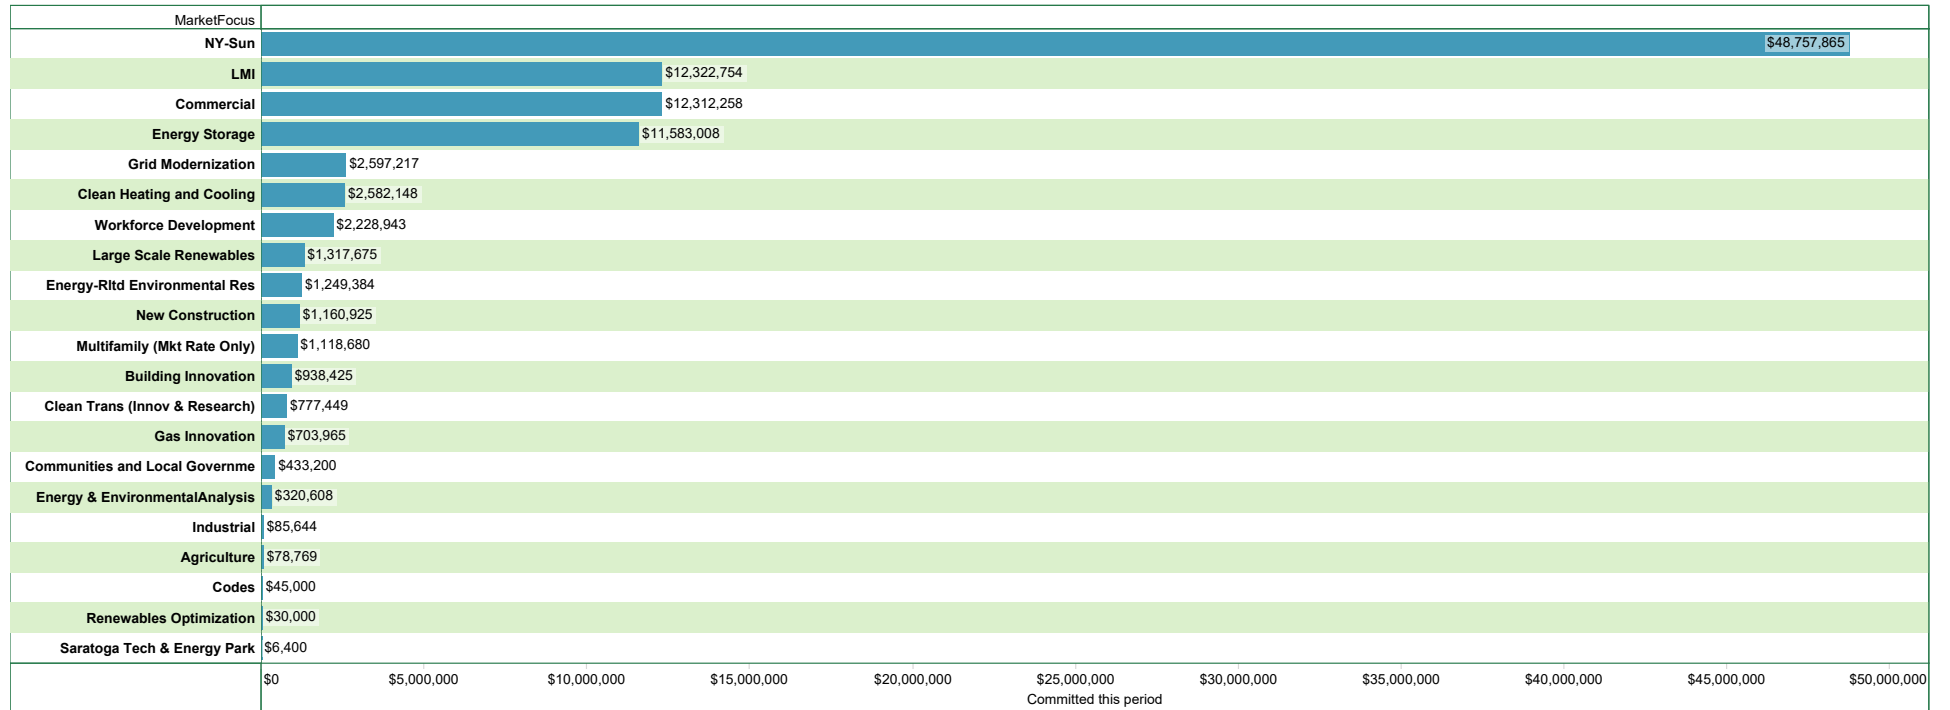 MarketFocus
NY-Sun $48,757,865
LMI $12,322,754
Commercial $12,312,258
Energy Storage $11,583,008
Grid Modernization $2,597,217
Clean Heating and Cooling $2,582,148
Workforce Development $2,228,943
Large Scale Renewables $1,317,675
Energy-Rltd Environmental Res $1,249,384
New Construction $1,160,925
Multifamily (Mkt Rate Only) $1,118,680
Building Innovation $938,425
Clean Trans (Innov & Research) $777,449
Gas Innovation $703,965
Communities and Local Governme $433,200
Energy & EnvironmentalAnalysis $320,608
Industrial $85,644
Agriculture $78,769
Codes $45,000
Renewables Optimization $30,000
Saratoga Tech & Energy Park $6,400
$0 $5,000,000 $10,000,000 $15,000,000 $20,000,000 $25,000,000 $30,000,000 $35,000,000 $40,000,000 $45,000,000 $50,000,000
Committed this period